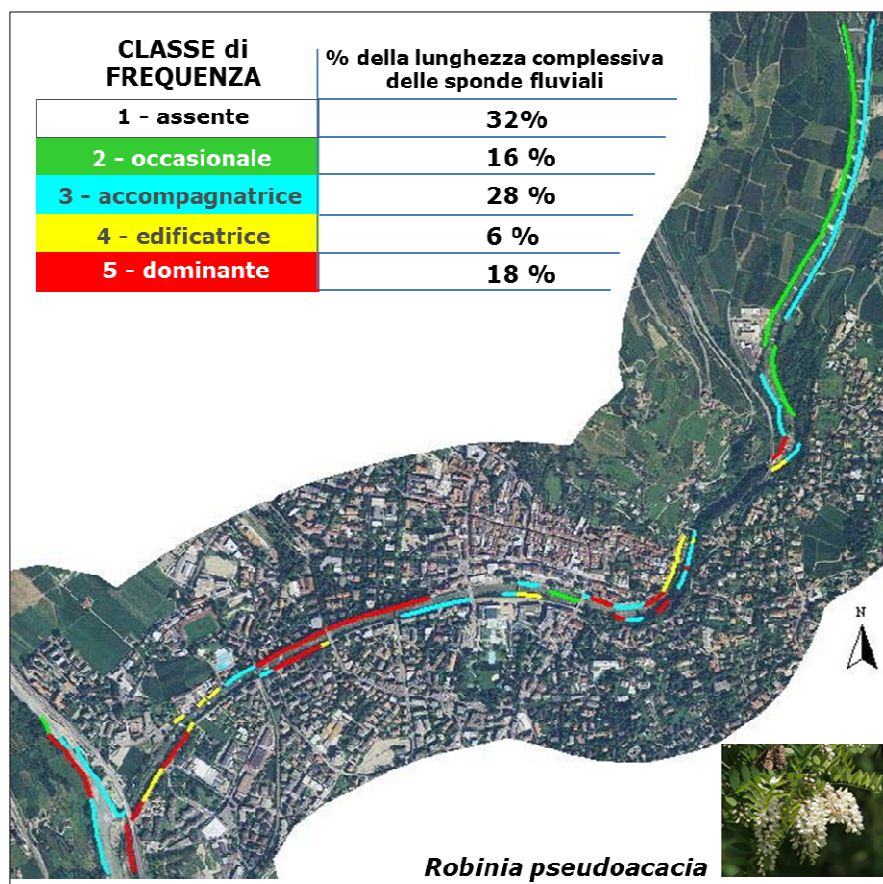 CLASSE di
FREQUENZA
% della lunghezza complessiva
delle sponde fluviali
1 - assente
32%
2 - occasionale
16 %
3 - accompagnatrice
28 %
4 - edificatrice
6 %
5 - dominante
18 %
N
Robinia pseudoacacia